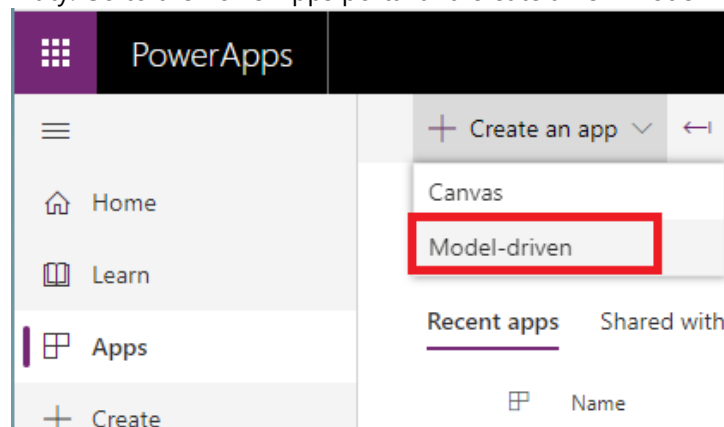 PowerApps
Create an app
Home
Canvas
Model-driven
Learn
Recent apps Shared with
Apps
Name
Create